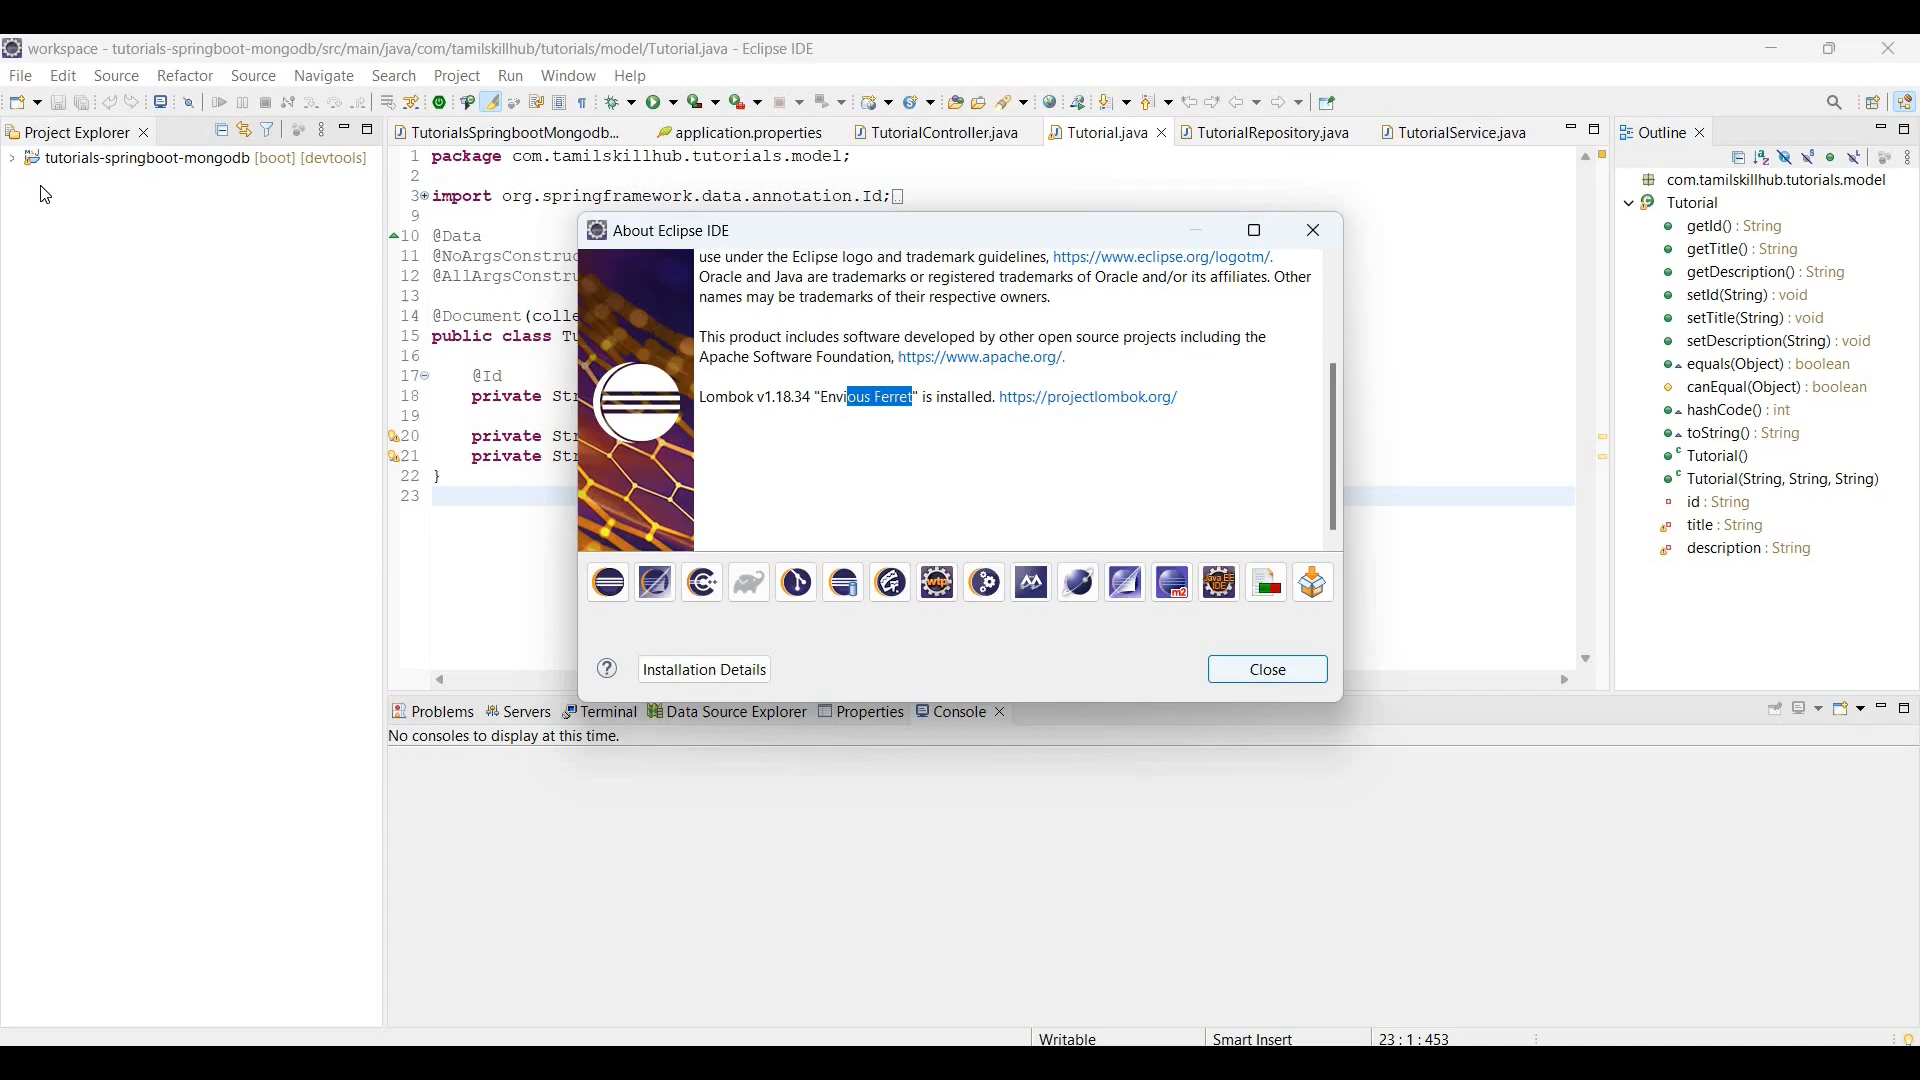 workspace - tutorials-springboot-mongodb/src/main/java/com/tamilskillhub/tutorials/model/Tutorial.java - Eclipse IDE
File Edit Source Refactor Source Navigate Search Project Run Window Help
Project Explorer
tutorials-springboot-mongodb [boot] [devtools]
TutorialsSpringbootMongodb... application.properties TutorialController.java Tutorial.java TutorialRepository.java TutorialService.java
1 package com.tamilskillhub.tutorials.model;
2
3 import org.springframework.data.annotation.Id;
9
10 @Data
11 @NoArgsConstruc
12 @AllArgsConstru
13
14 @Document(colle
15 public class Tu
16
17 @Id
18 private Str
19
20 private Str
21 private Str
22 }
23
About Eclipse IDE
use under the Eclipse logo and trademark guidelines, https://www.eclipse.org/logotm/.
Oracle and Java are trademarks or registered trademarks of Oracle and/or its affiliates. Other
names may be trademarks of their respective owners.
This product includes software developed by other open source projects including the
Apache Software Foundation, https://www.apache.org/.
Lombok v1.18.34 "Envious Ferret" is installed. https://projectlombok.org/
wtp
m2
Java EE
IDE
Installation Details
Close
Outline
com.tamilskillhub.tutorials.model
Tutorial
getId() : String
getTitle() : String
getDescription() : String
setId(String) : void
setTitle(String) : void
setDescription(String) : void
equals(Object) : boolean
canEqual(Object) : boolean
hashCode() : int
toString() : String
Tutorial()
Tutorial(String, String, String)
id : String
title : String
description : String
Problems Servers Terminal Data Source Explorer Properties Console
No consoles to display at this time.
Writable Smart Insert 23 : 1 : 453